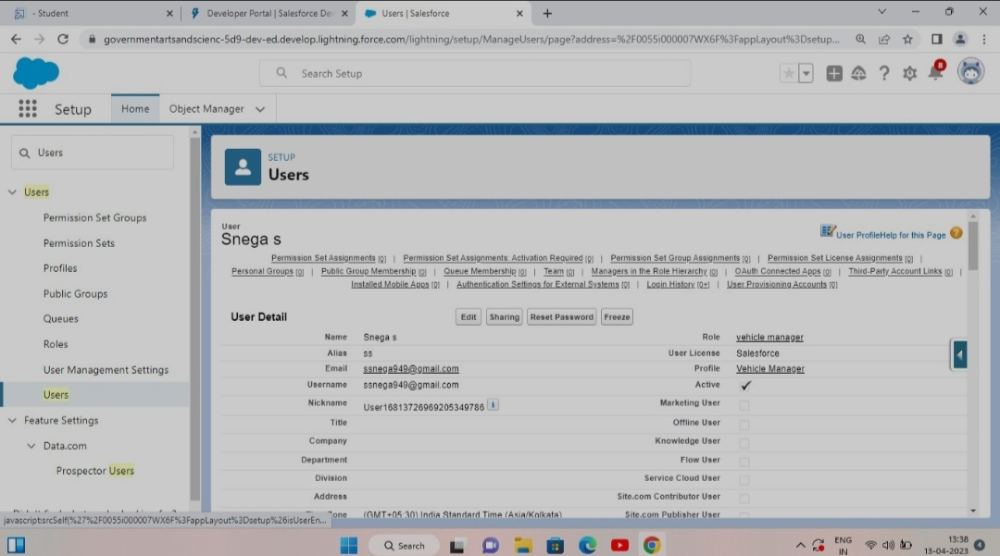 - Student
Developer Portal | Salesforce De
Users | Salesforce
governmentartsandscienc-5d9-dev-ed.develop.lightning.force.com/lightning/setup/ManageUsers/page?address=%2F0055i000007WX6F%3FappLayout%3Dsetup...
Search Setup
8
Setup
Home
Object Manager
Users
SETUP
Users
Users
Permission Set Groups
Permission Sets
Profiles
Public Groups
Queues
Roles
User Management Settings
Users
Feature Settings
Data.com
Prospector Users
User
Snega s
User Profile Help for this Page ?
Permission Set Assignments [0] | Permission Set Assignments: Activation Required [0] | Permission Set Group Assignments [0] | Permission Set License Assignments [0] |
Personal Groups [0] | Public Group Membership [0] | Queue Membership [0] | Team [0] | Managers in the Role Hierarchy [0] | OAuth Connected Apps [0] | Third-Party Account Links [0] |
Installed Mobile Apps [0] | Authentication Settings for External Systems [0] | Login History [0+] | User Provisioning Accounts [0]
User Detail
Edit Sharing Reset Password Freeze
Name Snega s Role vehicle manager
Alias ss User License Salesforce
Email ssnega949@gmail.com Profile Vehicle Manager
Username ssnega949@gmail.com Active ✓
Nickname User16813726969205349786 i Marketing User
Title Offline User
Company Knowledge User
Department Flow User
Division Service Cloud User
Address Site.com Contributor User
Zone (GMT+05:30) India Standard Time (Asia/Kolkata) Site.com Publisher User
javascript:srcSelf(%27%2F0055i000007WX6F%3FappLayout%3Dsetup%26isUserEn...
Search
ENG
IN
13:38
13-04-2023
4